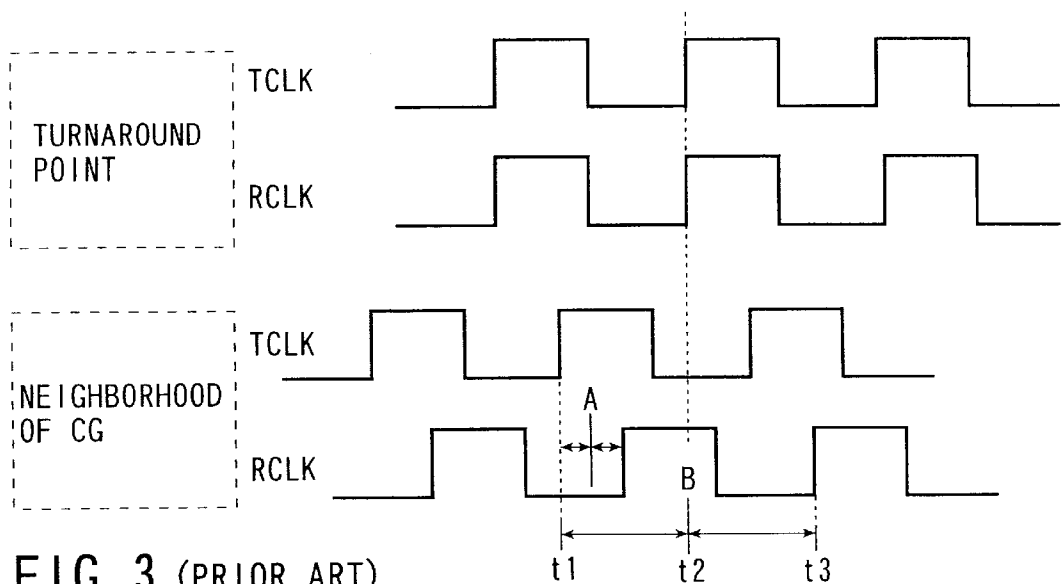 TURNAROUND
POINT
TCLK
RCLK
NEIGHBORHOOD
OF CG
TCLK
A
RCLK
B
t1 t2 t3
FIG. 3 (PRIOR ART)